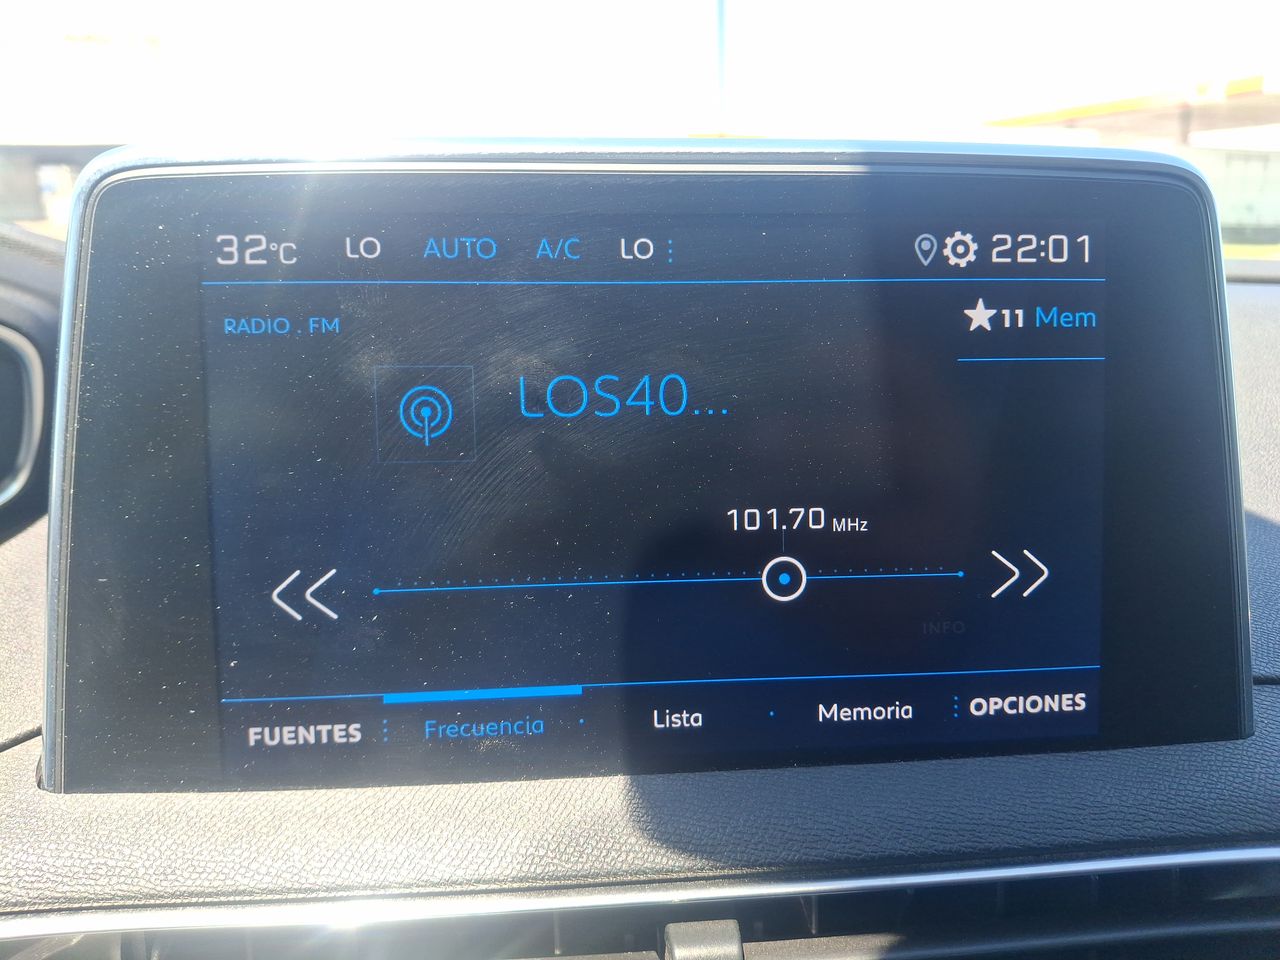 32°C LO AUTO A/C LO 22:01
RADIO . FM
11 Mem
LOS40...
101.70 MHz
INFO
FUENTES Frecuencia Lista Memoria OPCIONES